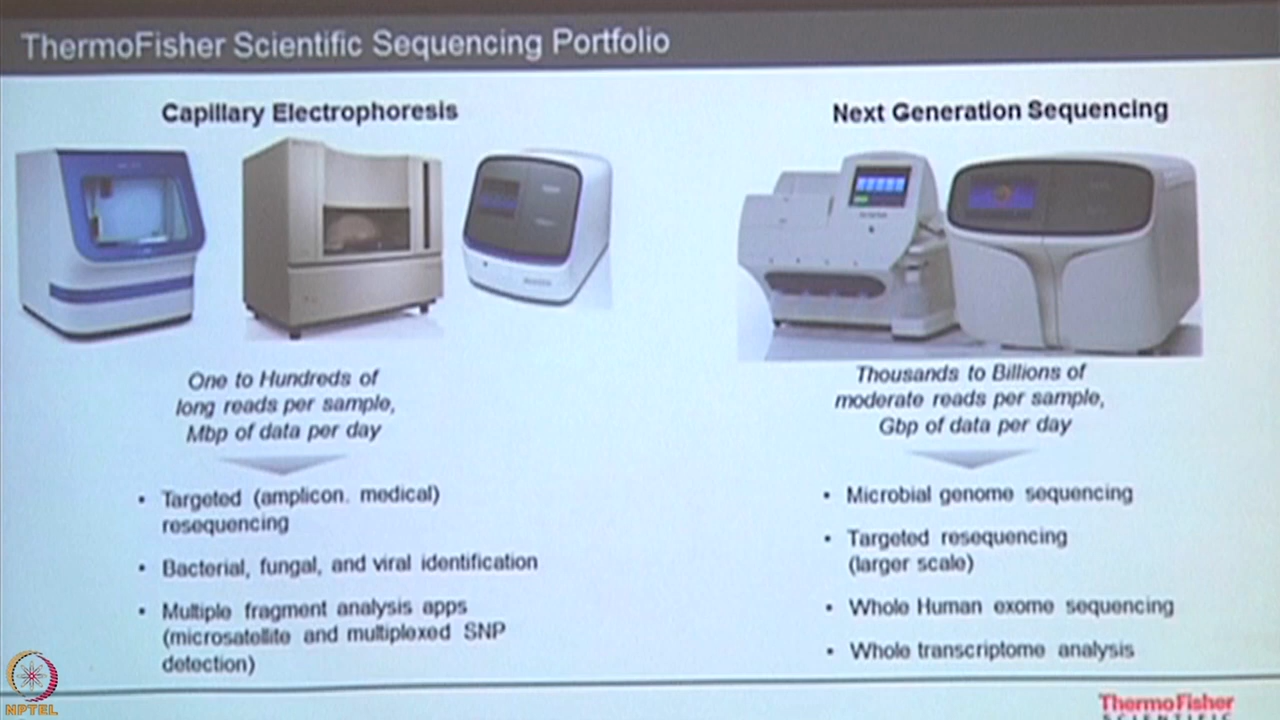 ThermoFisher Scientific Sequencing Portfolio
Capillary Electrophoresis
One to Hundreds of
long reads per sample,
Mbp of data per day
• Targeted (amplicon. medical)
resequencing
• Bacterial, fungal, and viral identification
• Multiple fragment analysis apps
(microsatellite and multiplexed SNP
detection)
Next Generation Sequencing
Thousands to Billions of
moderate reads per sample,
Gbp of data per day
• Microbial genome sequencing
• Targeted resequencing
(larger scale)
• Whole Human exome sequencing
• Whole transcriptome analysis
NPTEL
ThermoFisher
SCIENTIFIC